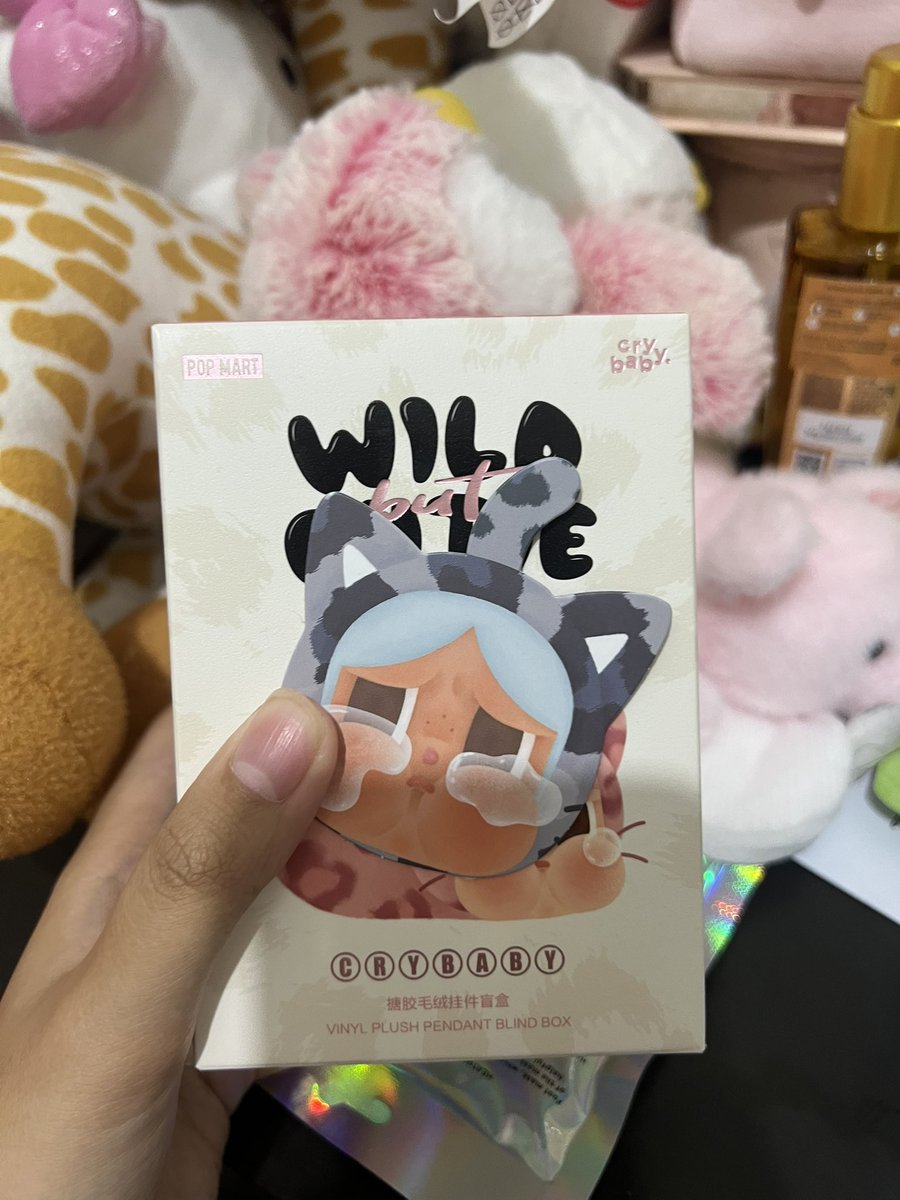 POP MART
cry
baby.
WILD
but
CRYBABY
搪胶毛绒挂件盲盒
VINYL PLUSH PENDANT BLIND BOX